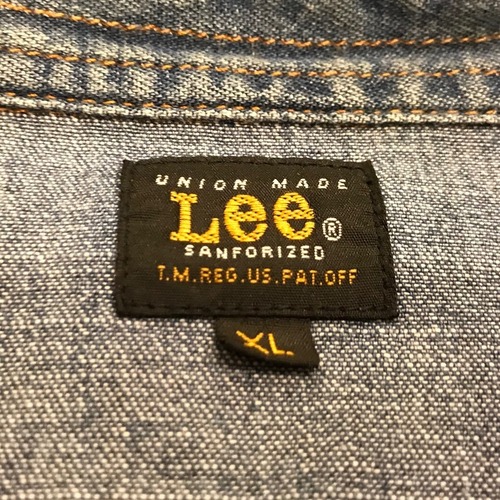 UNION MADE
Lee®
SANFORIZED
T.M.REG.US.PAT.OFF
XL.